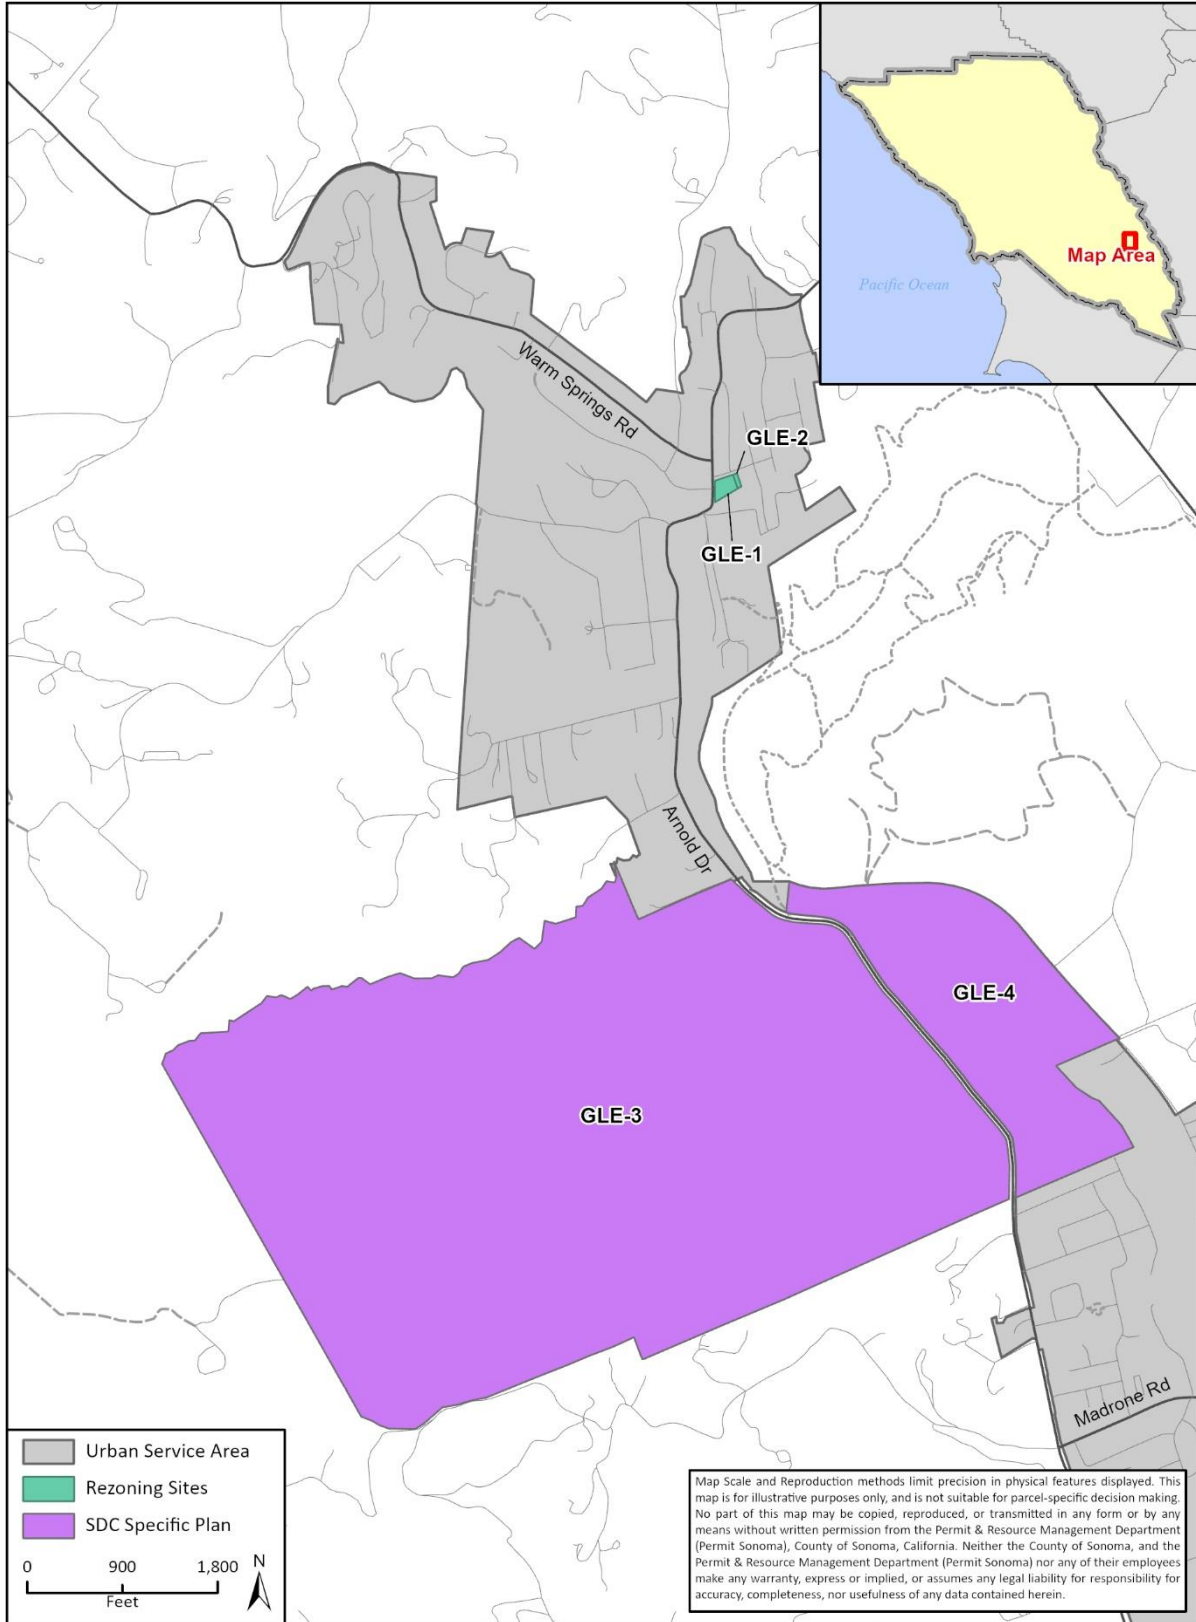 Pacific Ocean
Map Area
Warm Springs Rd
GLE-2
GLE-1
Arnold Dr
GLE-4
GLE-3
Madrone Rd
Urban Service Area
Rezoning Sites
SDC Specific Plan
0 900 1,800
Feet
N
Map Scale and Reproduction methods limit precision in physical features displayed. This
map is for illustrative purposes only, and is not suitable for parcel-specific decision making.
No part of this map may be copied, reproduced, or transmitted in any form or by any
means without written permission from the Permit & Resource Management Department
(Permit Sonoma), County of Sonoma, California. Neither the County of Sonoma, and the
Permit & Resource Management Department (Permit Sonoma) nor any of their employees
make any warranty, express or implied, or assumes any legal liability for responsibility for
accuracy, completeness, nor usefulness of any data contained herein.